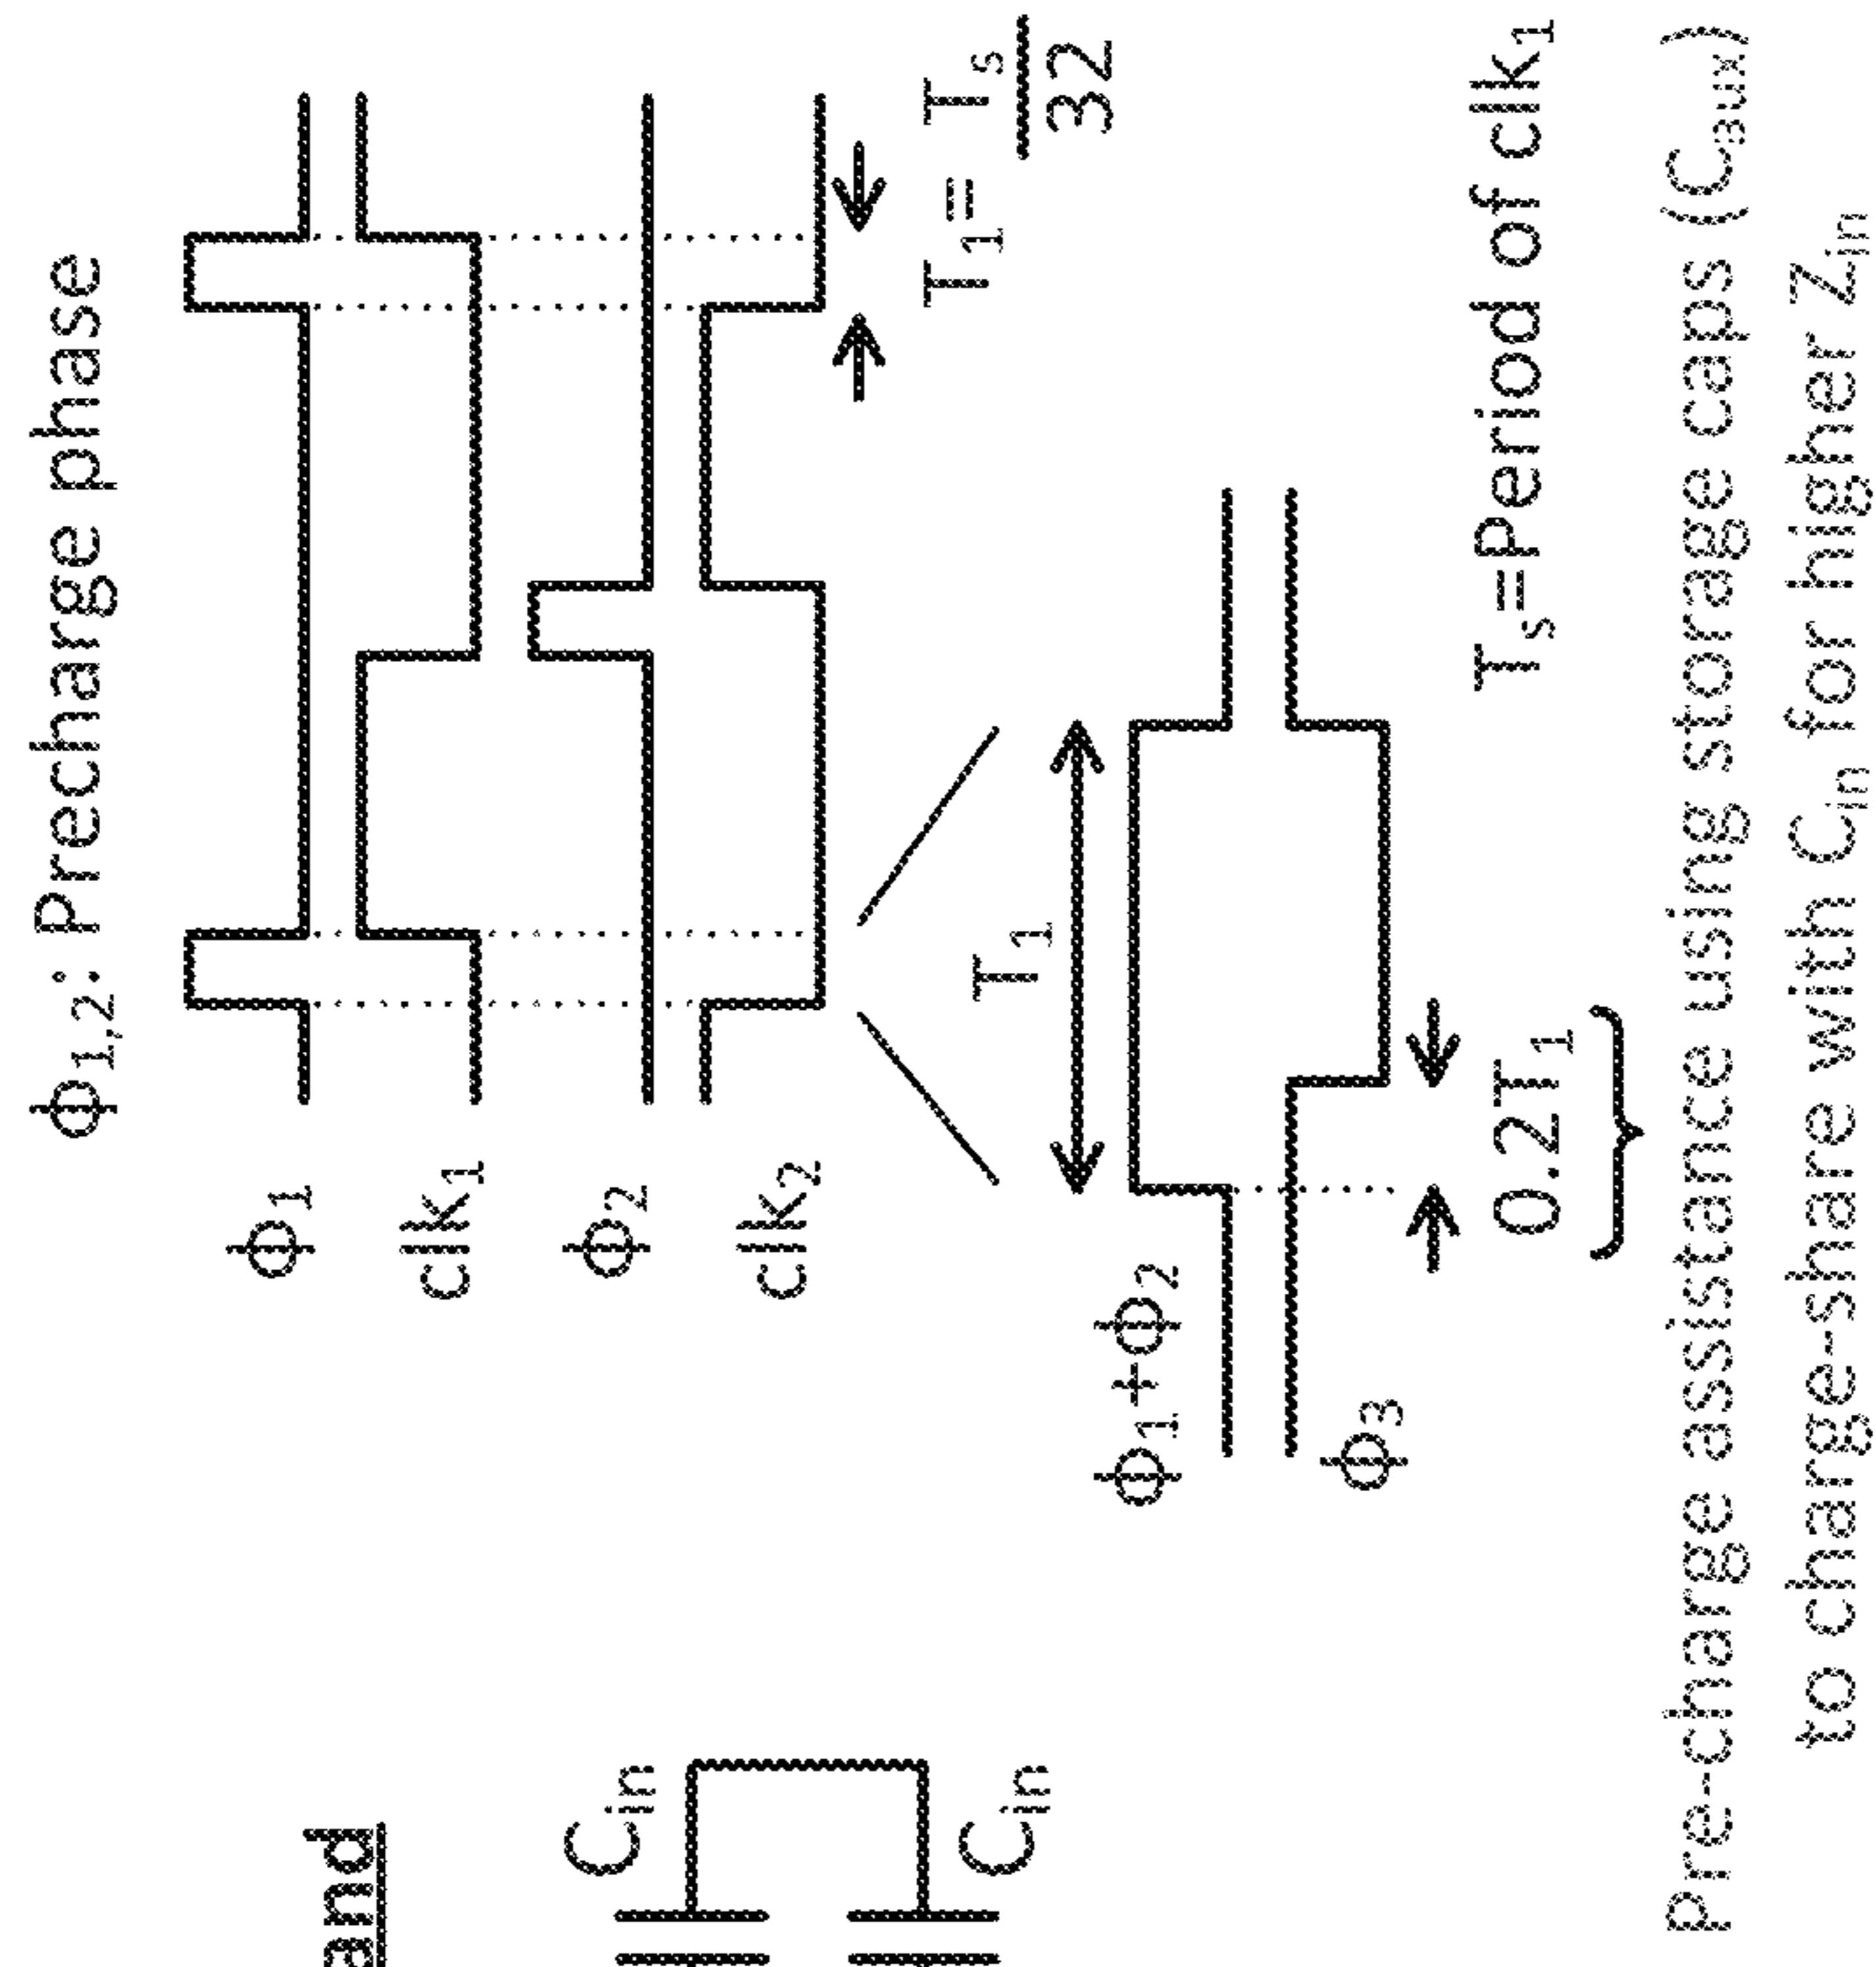 Φ1,2: Precharge phase
Φ1
clk1
Φ2
clk2
T1= Ts
32
T1
Φ1+Φ2
Φ3
0.2T1
Ts=Period of clk1
Pre-charge assistance using storage caps (Caux)
to charge-share with Cin for higher Zin
and
Cin
Cin